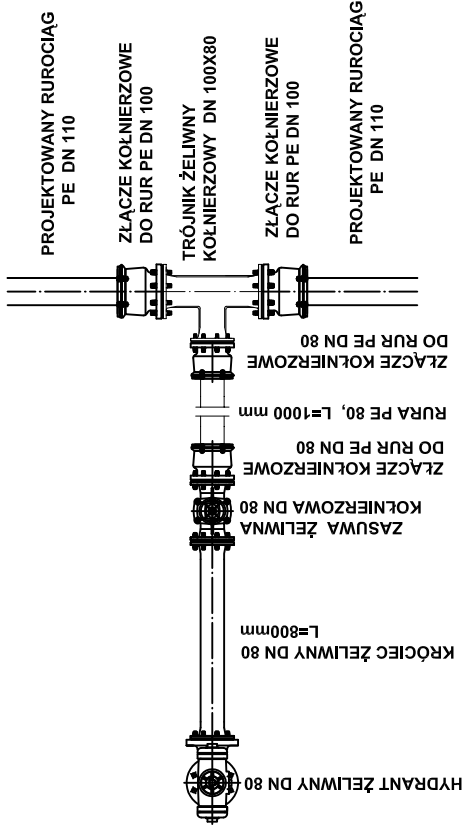 PROJEKTOWANY RUROCIĄG
PE DN 110
ZŁĄCZE KOŁNIERZOWE
DO RUR PE DN 100
TRÓJNIK ŻELIWNY
KOŁNIERZOWY DN 100X80
ZŁĄCZE KOŁNIERZOWE
DO RUR PE DN 100
PROJEKTOWANY RUROCIĄG
PE DN 110
ZŁĄCZE KOŁNIERZOWE
DO RUR PE DN 80
RURA PE 80, L=1000 mm
ZŁĄCZE KOŁNIERZOWE
DO RUR PE DN 80
ZASUWA ŻELIWNA
KOŁNIERZOWA DN 80
KRÓCIEC ŻELIWNY DN 80
L=800mm
HYDRANT ŻELIWNY DN 80